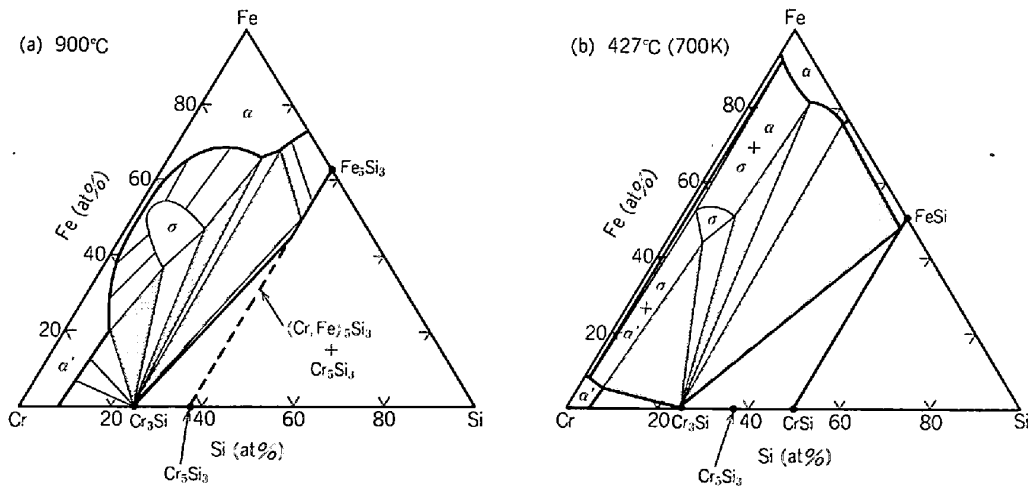 (a) 900°C
Fe
α
80
60
40
20
Fe (at%)
Fe₅Si₃
σ
(Cr, Fe)₅Si₃
+
Cr₅Si₃
α'
Cr
20
Cr₃Si
40
60
80
Si
Si (at%)
Cr₅Si₃
(b) 427°C (700K)
Fe
α
80
α
+
σ
60
40
20
Fe (at%)
σ
FeSi
σ
+
α'
α'
Cr
20
Cr₃Si
40
CrSi
60
80
Si
Si (at%)
Cr₅Si₃